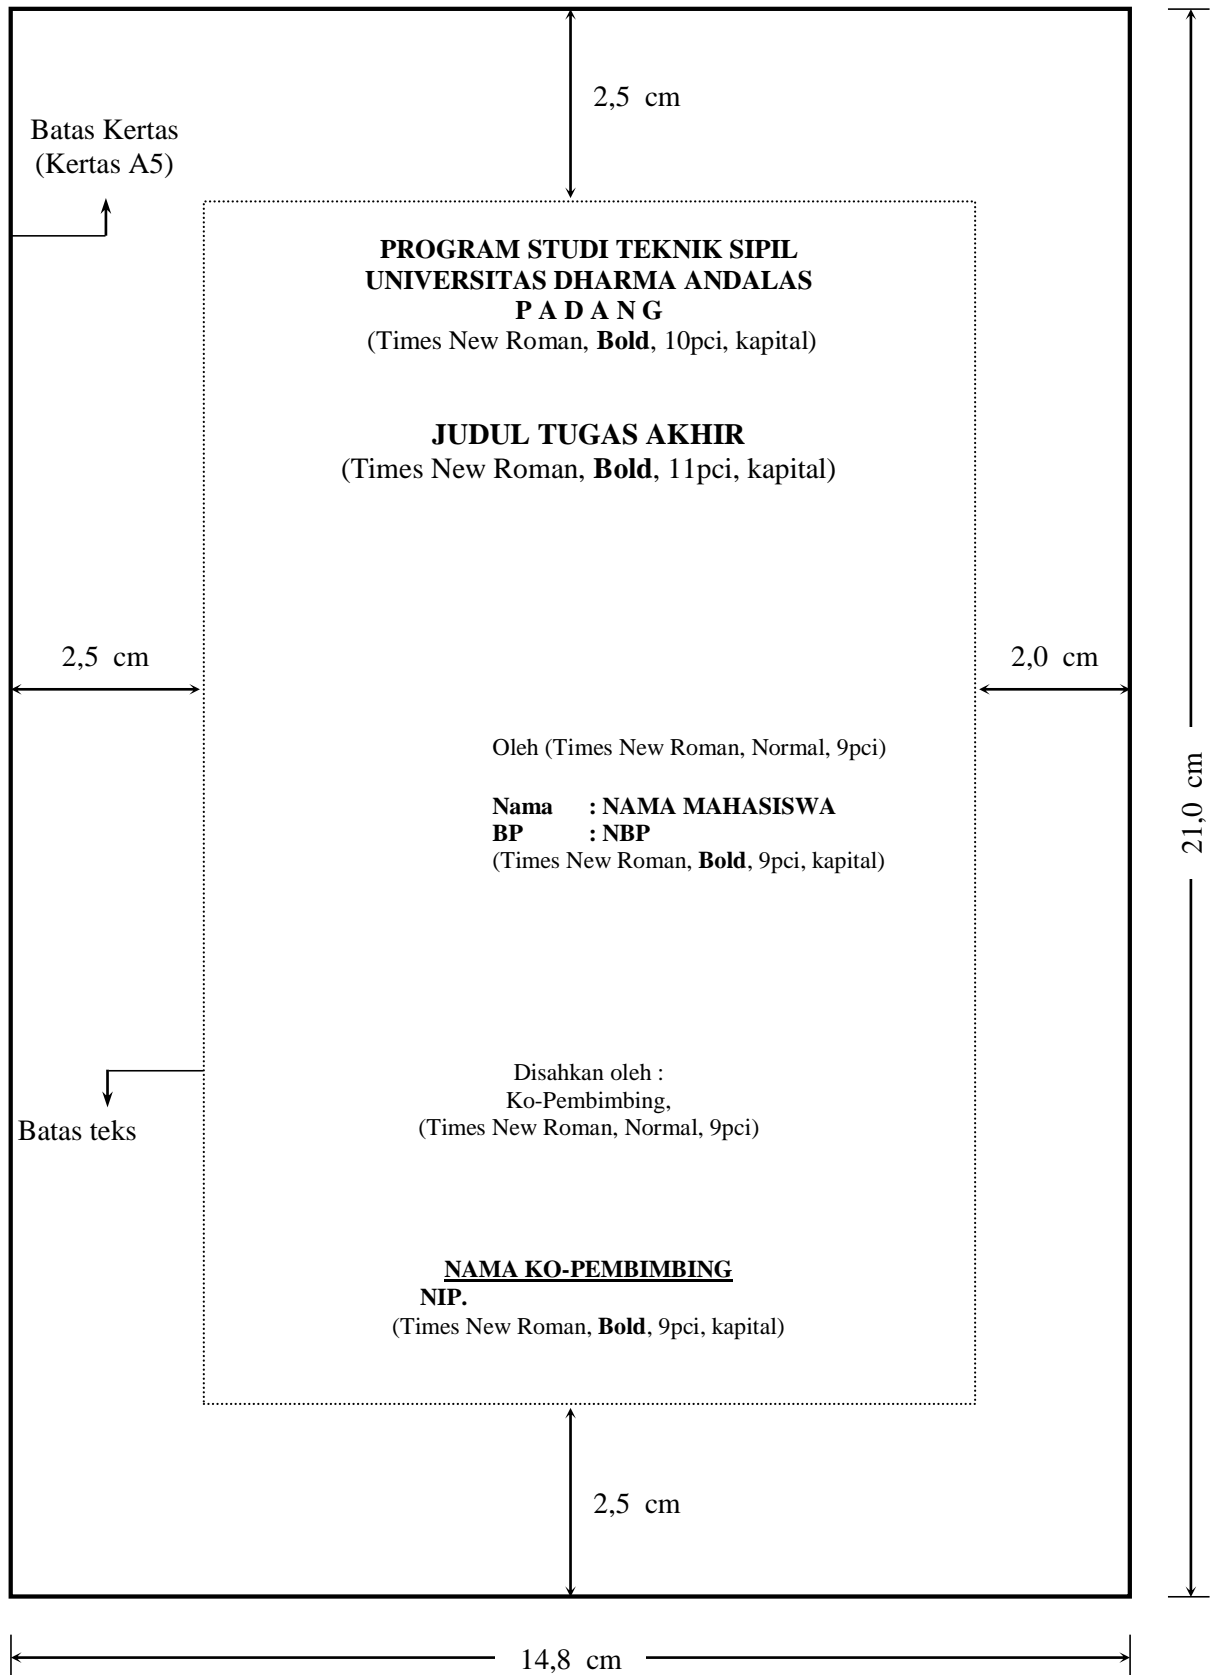 2,5 cm
Batas Kertas
(Kertas A5)
PROGRAM STUDI TEKNIK SIPIL
UNIVERSITAS DHARMA ANDALAS
P A D A N G
(Times New Roman, Bold, 10pci, kapital)
JUDUL TUGAS AKHIR
(Times New Roman, Bold, 11pci, kapital)
2,5 cm
2,0 cm
Oleh (Times New Roman, Normal, 9pci)
Nama : NAMA MAHASISWA
BP : NBP
(Times New Roman, Bold, 9pci, kapital)
21,0 cm
Disahkan oleh :
Ko-Pembimbing,
(Times New Roman, Normal, 9pci)
Batas teks
NAMA KO-PEMBIMBING
NIP.
(Times New Roman, Bold, 9pci, kapital)
2,5 cm
14,8 cm